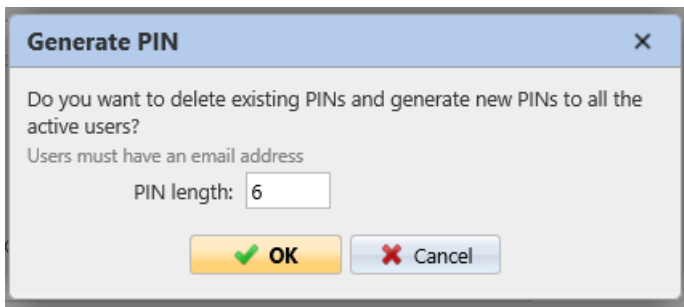 Generate PIN
Do you want to delete existing PINs and generate new PINs to all the
active users?
Users must have an email address
PIN length: 6
OK Cancel